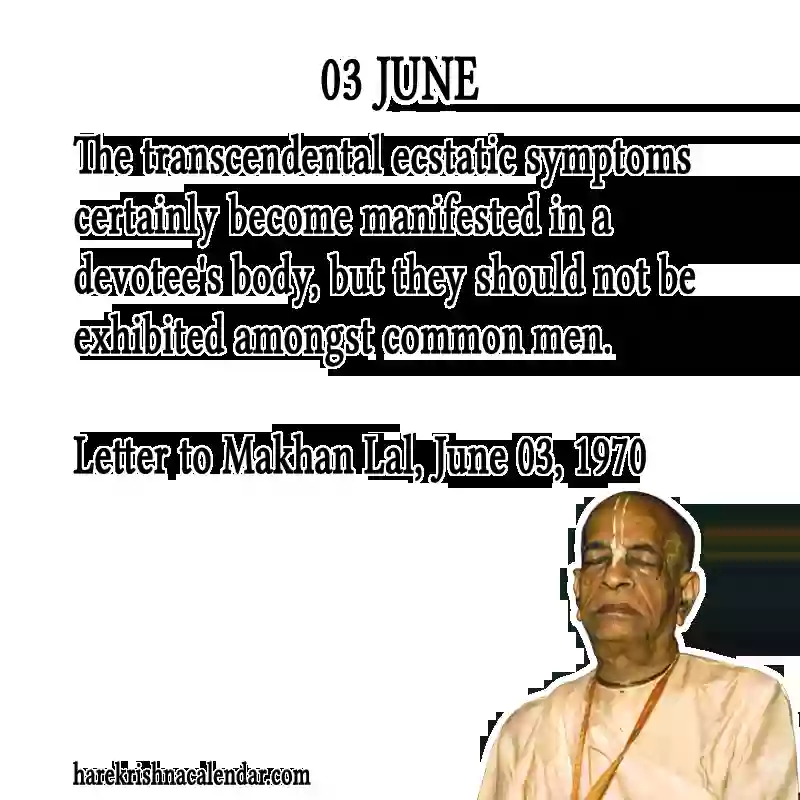 03 JUNE
The transcendental ecstatic symptoms
certainly become manifested in a
devotee's body, but they should not be
exhibited amongst common men.
Letter to Makhan Lal, June 03, 1970
harekrishnacalendar.com